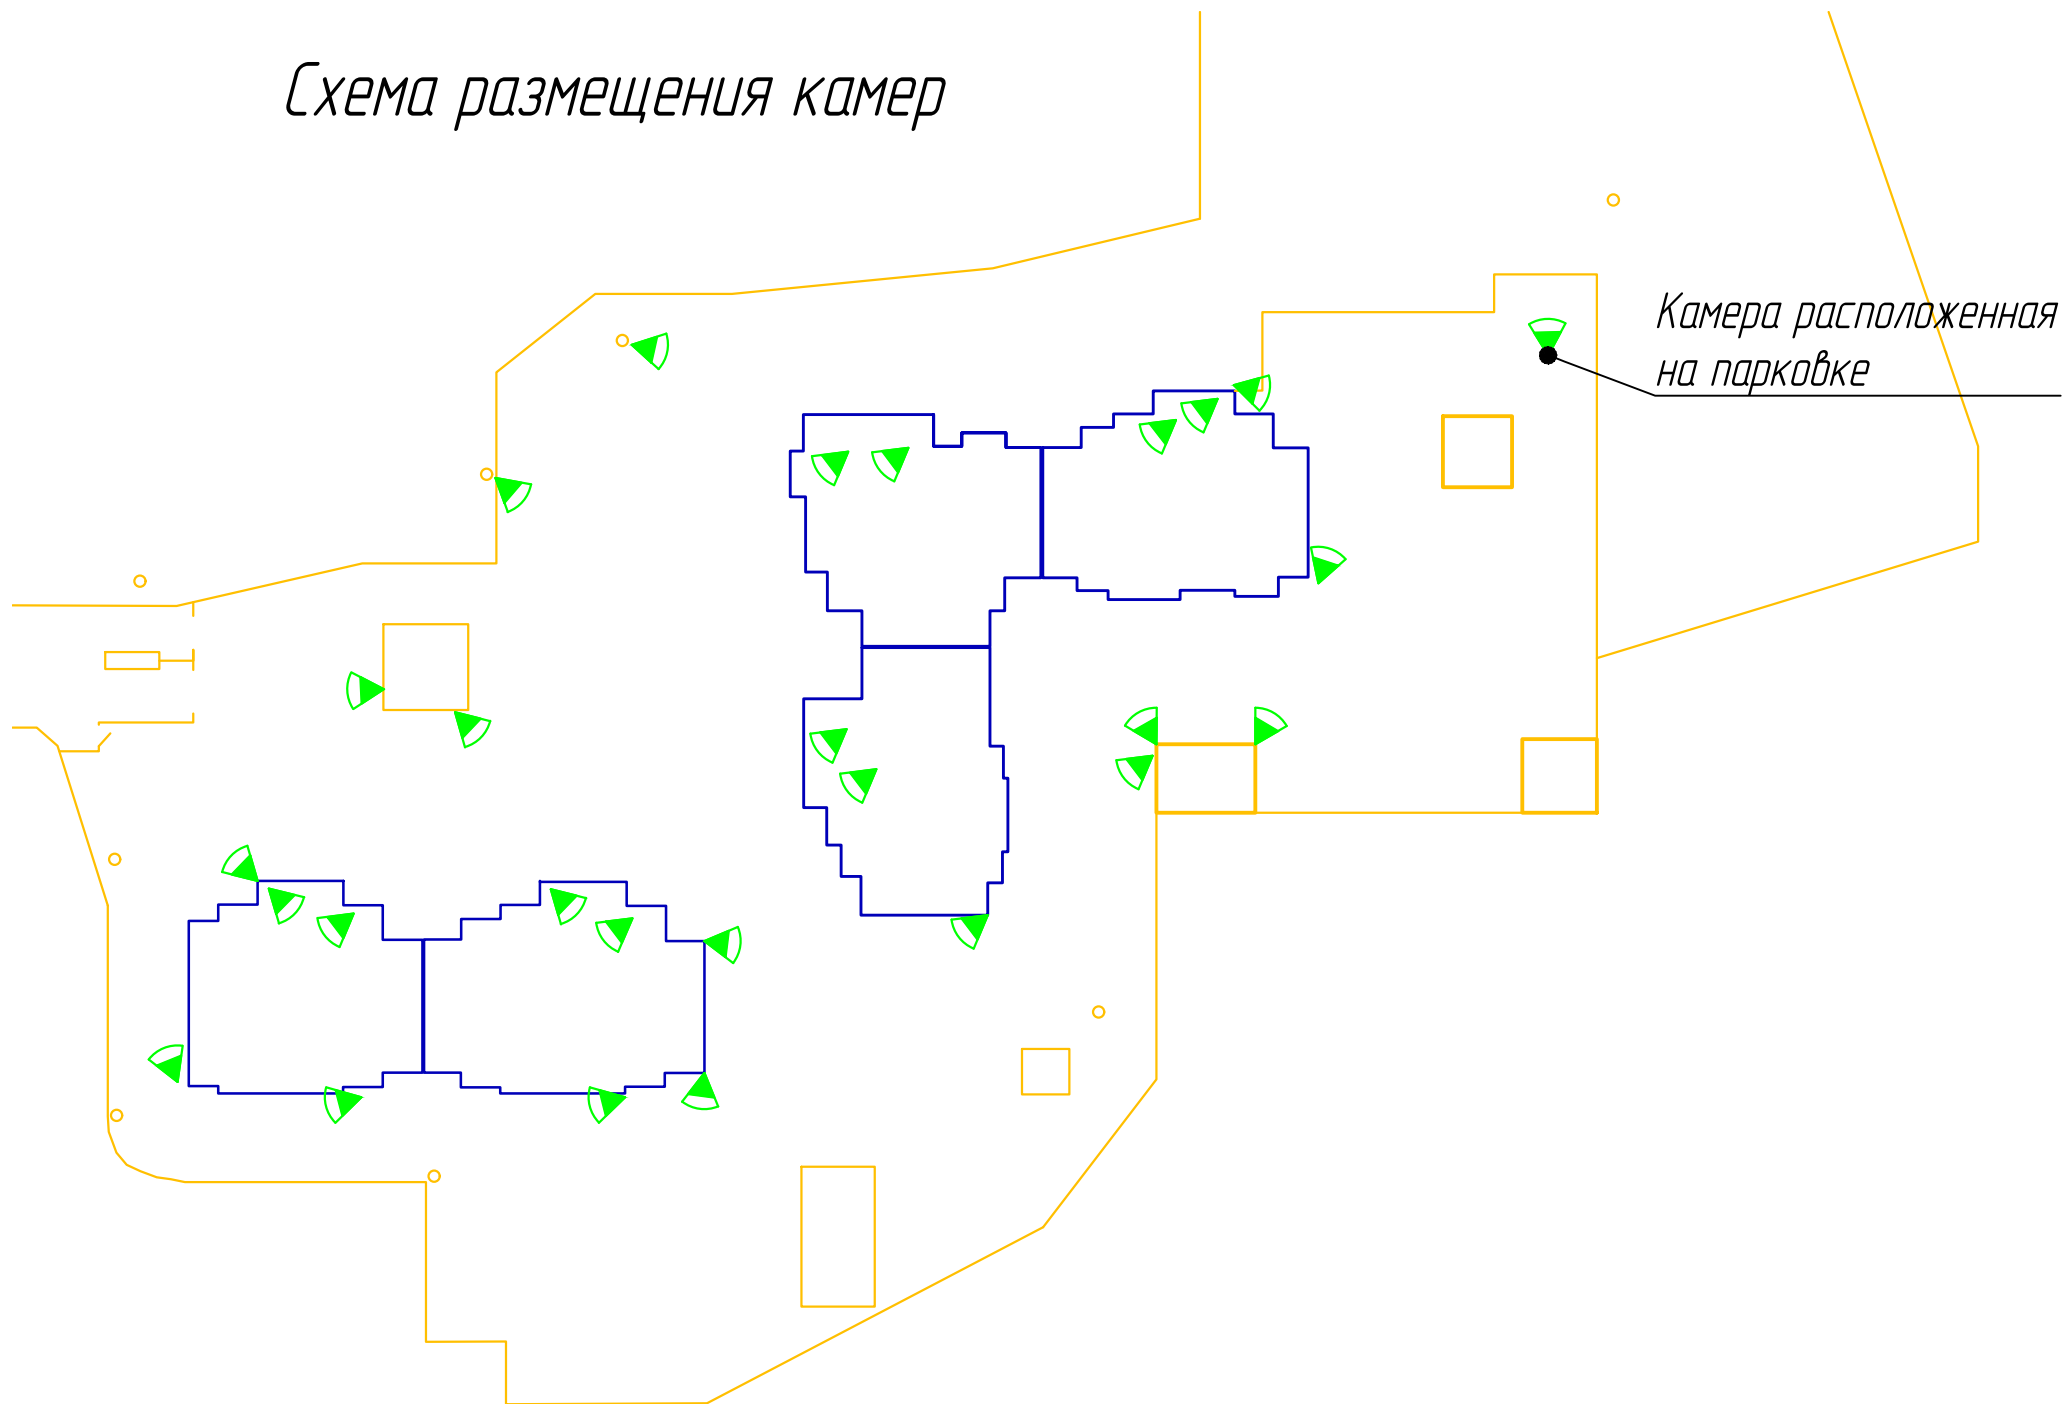 Схема размещения камер
Камера расположенная
на парковке